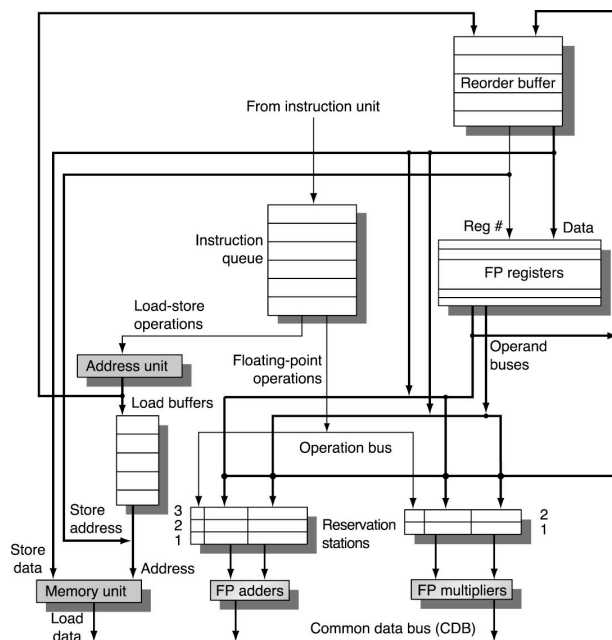 Reorder buffer
From instruction unit
Reg #
Data
Instruction
queue
FP registers
Load-store
operations
Operand
buses
Floating-point
operations
Address unit
Load buffers
Operation bus
3
2
1
Reservation
stations
2
1
Store
address
Store
data
Address
Memory unit
FP adders
FP multipliers
Load
data
Common data bus (CDB)